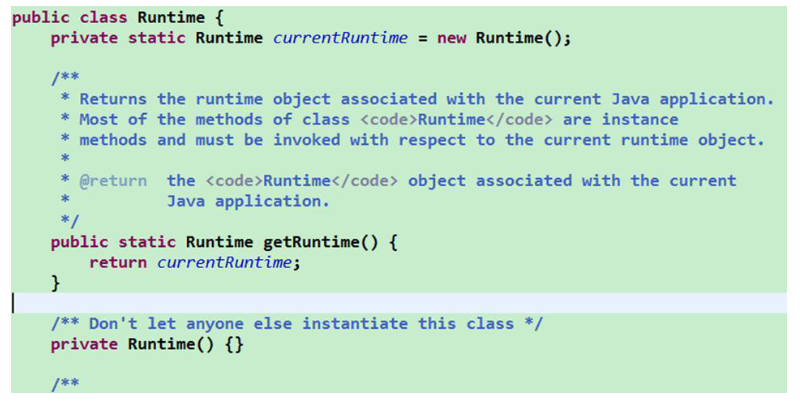 public class Runtime {
    private static Runtime currentRuntime = new Runtime();
    /**
     * Returns the runtime object associated with the current Java application.
     * Most of the methods of class <code>Runtime</code> are instance
     * methods and must be invoked with respect to the current runtime object.
     *
     * @return  the <code>Runtime</code> object associated with the current
     *          Java application.
     */
    public static Runtime getRuntime() {
        return currentRuntime;
    }
    /** Don't let anyone else instantiate this class */
    private Runtime() {}
    /**